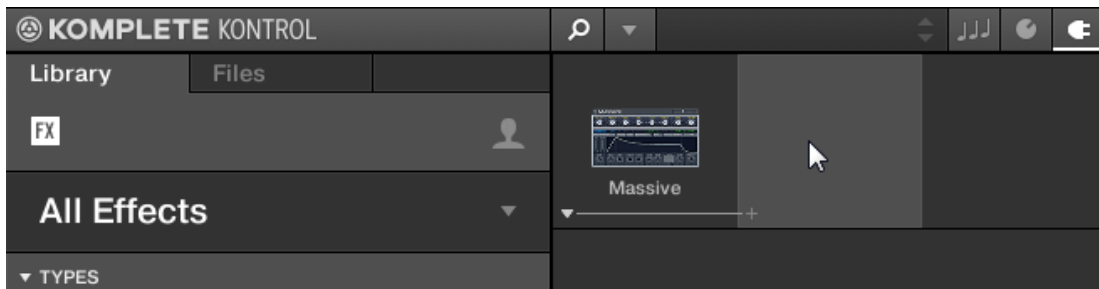 KOMPLETE KONTROL
Library
Files
FX
All Effects
TYPES
Massive